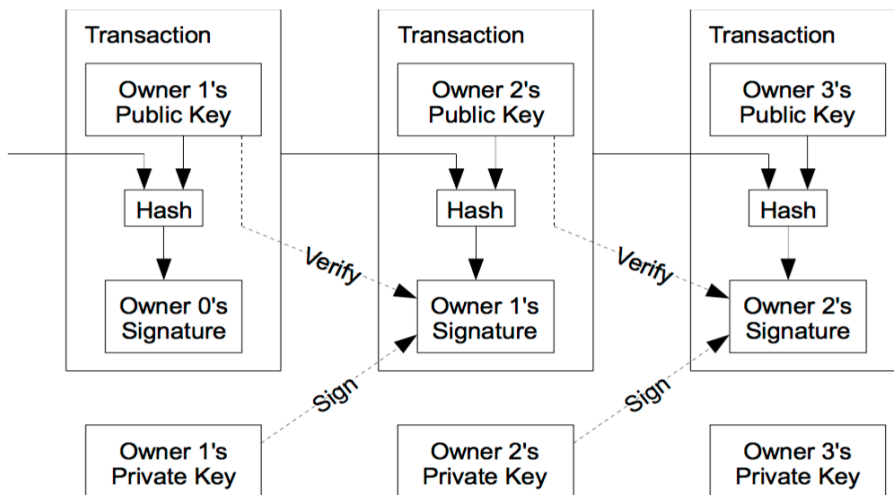 Transaction
Owner 1's
Public Key
Hash
Owner 0's
Signature
Transaction
Owner 2's
Public Key
Hash
Verify
Owner 1's
Signature
Sign
Transaction
Owner 3's
Public Key
Hash
Verify
Owner 2's
Signature
Sign
Owner 1's
Private Key
Owner 2's
Private Key
Owner 3's
Private Key